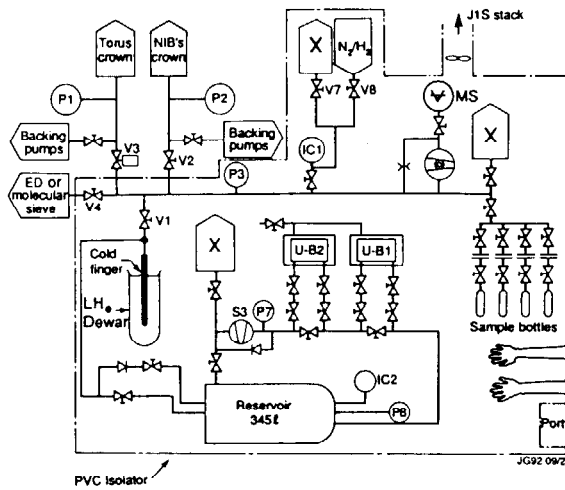 J1S stack
Torus
crown
NIB's
crown
X
N2/H2
P1
P2
V7
V8
MS
Backing
pumps
V3
V2
Backing
pumps
IC1
P3
X
ED or
molecular
sieve
V4
V1
X
U-B2
U-B1
Cold
finger
LHe
Dewar
S3
P7
Sample bottles
IC2
Reservoir
345ℓ
P8
Port
JG92 09/2
PVC Isolator